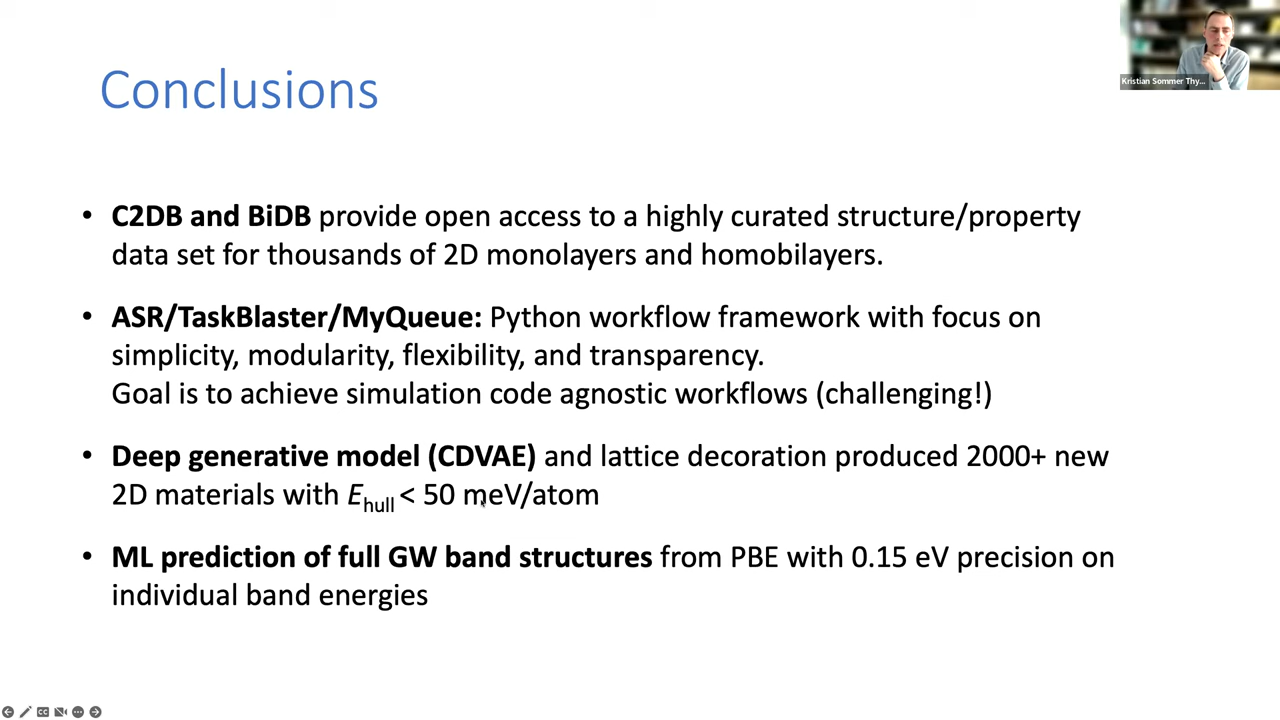 Conclusions
Kristian Sommer Thy...
• C2DB and BiDB provide open access to a highly curated structure/property
data set for thousands of 2D monolayers and homobilayers.
• ASR/TaskBlaster/MyQueue: Python workflow framework with focus on
simplicity, modularity, flexibility, and transparency.
Goal is to achieve simulation code agnostic workflows (challenging!)
• Deep generative model (CDVAE) and lattice decoration produced 2000+ new
2D materials with Ehull < 50 meV/atom
• ML prediction of full GW band structures from PBE with 0.15 eV precision on
individual band energies